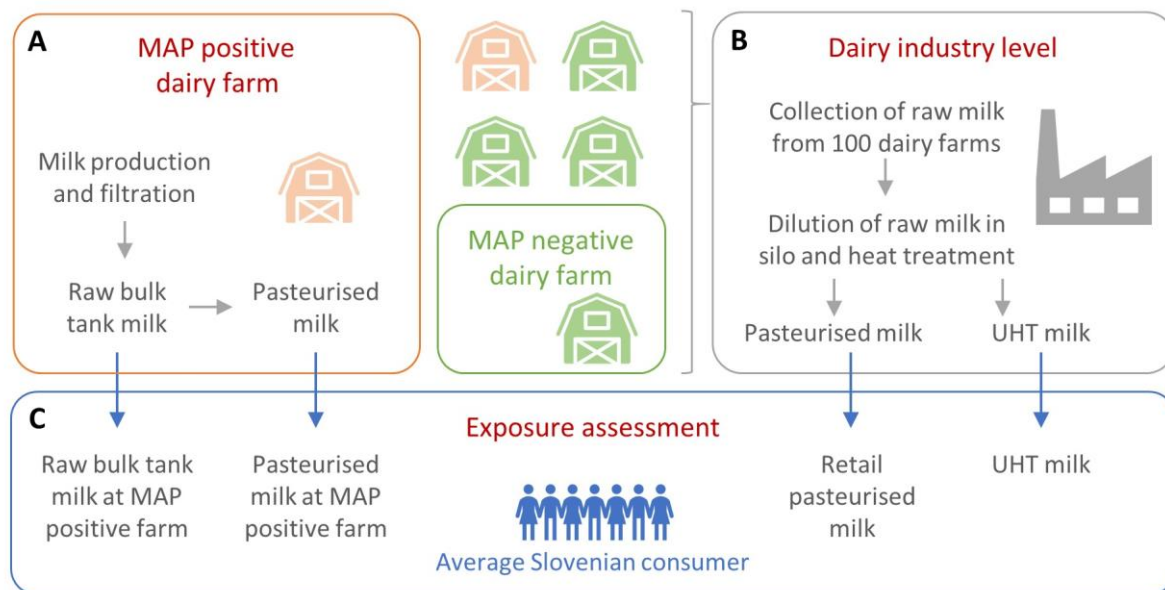 A
MAP positive
dairy farm
Milk production
and filtration
Raw bulk
tank milk
Pasteurised
milk
MAP negative
dairy farm
B
Dairy industry level
Collection of raw milk
from 100 dairy farms
Dilution of raw milk in
silo and heat treatment
Pasteurised milk
UHT milk
C
Exposure assessment
Raw bulk tank
milk at MAP
positive farm
Pasteurised
milk at MAP
positive farm
Average Slovenian consumer
Retail
pasteurised
milk
UHT milk